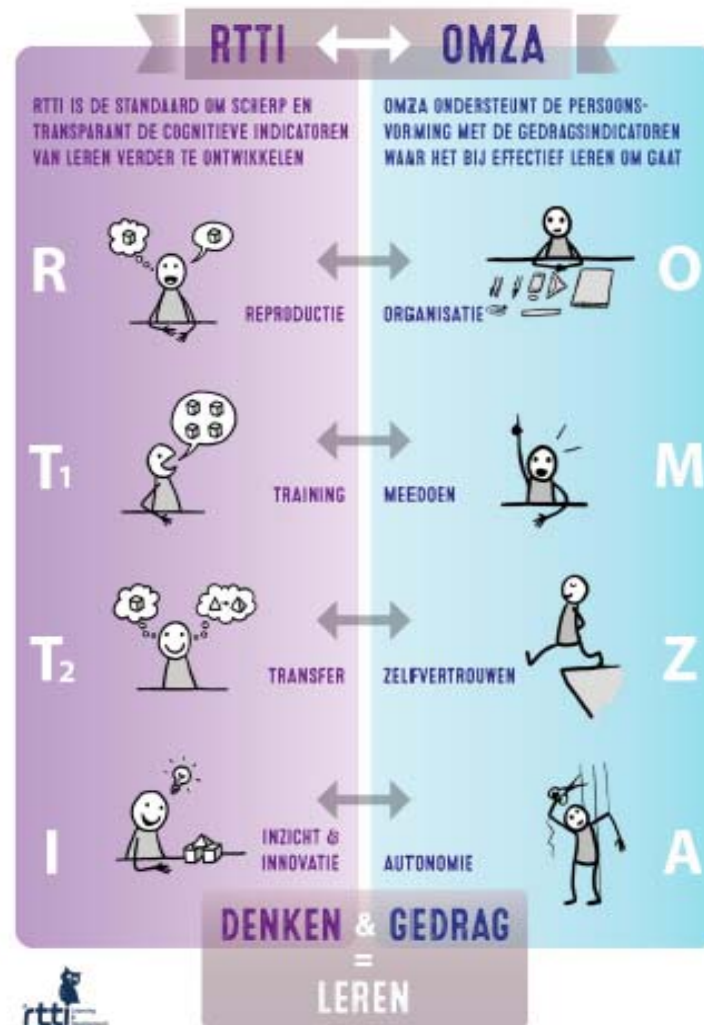 RTTI OMZA
RTTI IS DE STANDAARD OM SCHERP EN
TRANSPARANT DE COGNITIEVE INDICATOREN
VAN LEREN VERDER TE ONTWIKKELEN
OMZA ONDERSTEUNT DE PERSOONS-
VORMING MET DE GEDRAGSINDICATOREN
WAAR HET BIJ EFFECTIEF LEREN OM GAAT
R
REPRODUCTIE
ORGANISATIE
O
T1
TRAINING
MEEDOEN
M
T2
TRANSFER
ZELFVERTROUWEN
Z
I
INZICHT &
INNOVATIE
AUTONOMIE
A
DENKEN & GEDRAG
=
LEREN
rtti